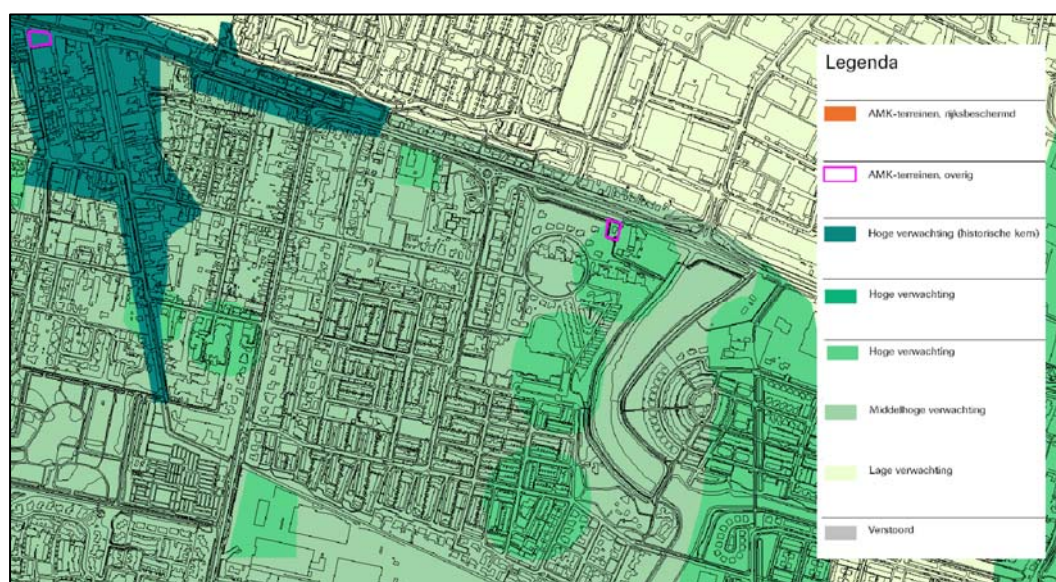 Legenda
AMK-terreinen, rijksbeschermd
AMK-terreinen, overig
Hoge verwachting (historische kern)
Hoge verwachting
Hoge verwachting
Middelhoge verwachting
Lage verwachting
Verstoord